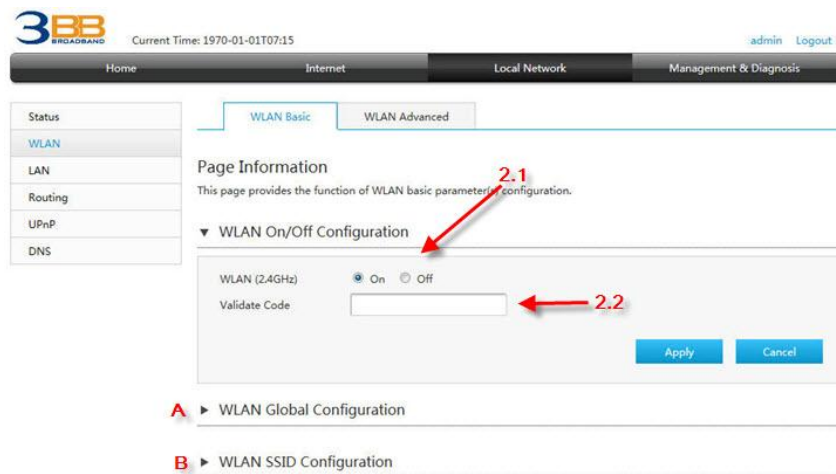 3BB
BROADBAND
Current Time: 1970-01-01T07:15
admin Logout
Home Internet Local Network Management & Diagnosis
Status
WLAN
LAN
Routing
UPnP
DNS
WLAN Basic WLAN Advanced
Page Information
This page provides the function of WLAN basic parameter(s) configuration.
2.1
▼ WLAN On/Off Configuration
WLAN (2.4GHz) On Off
Validate Code
2.2
Apply Cancel
A ▶ WLAN Global Configuration
B ▶ WLAN SSID Configuration